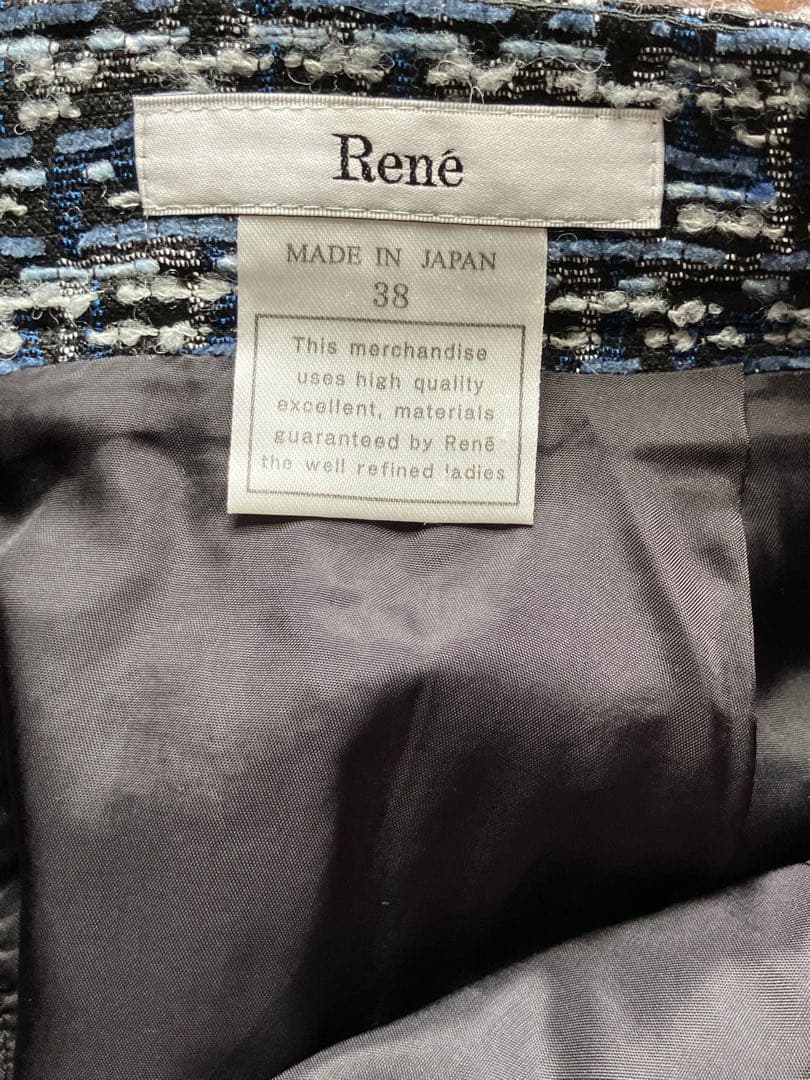 René
MADE IN JAPAN
38
This merchandise
uses high quality
excellent, materials
guaranteed by René
the well refined ladies